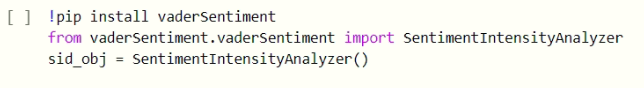 [ ] !pip install vaderSentiment
from vaderSentiment.vaderSentiment import SentimentIntensityAnalyzer
sid_obj = SentimentIntensityAnalyzer()